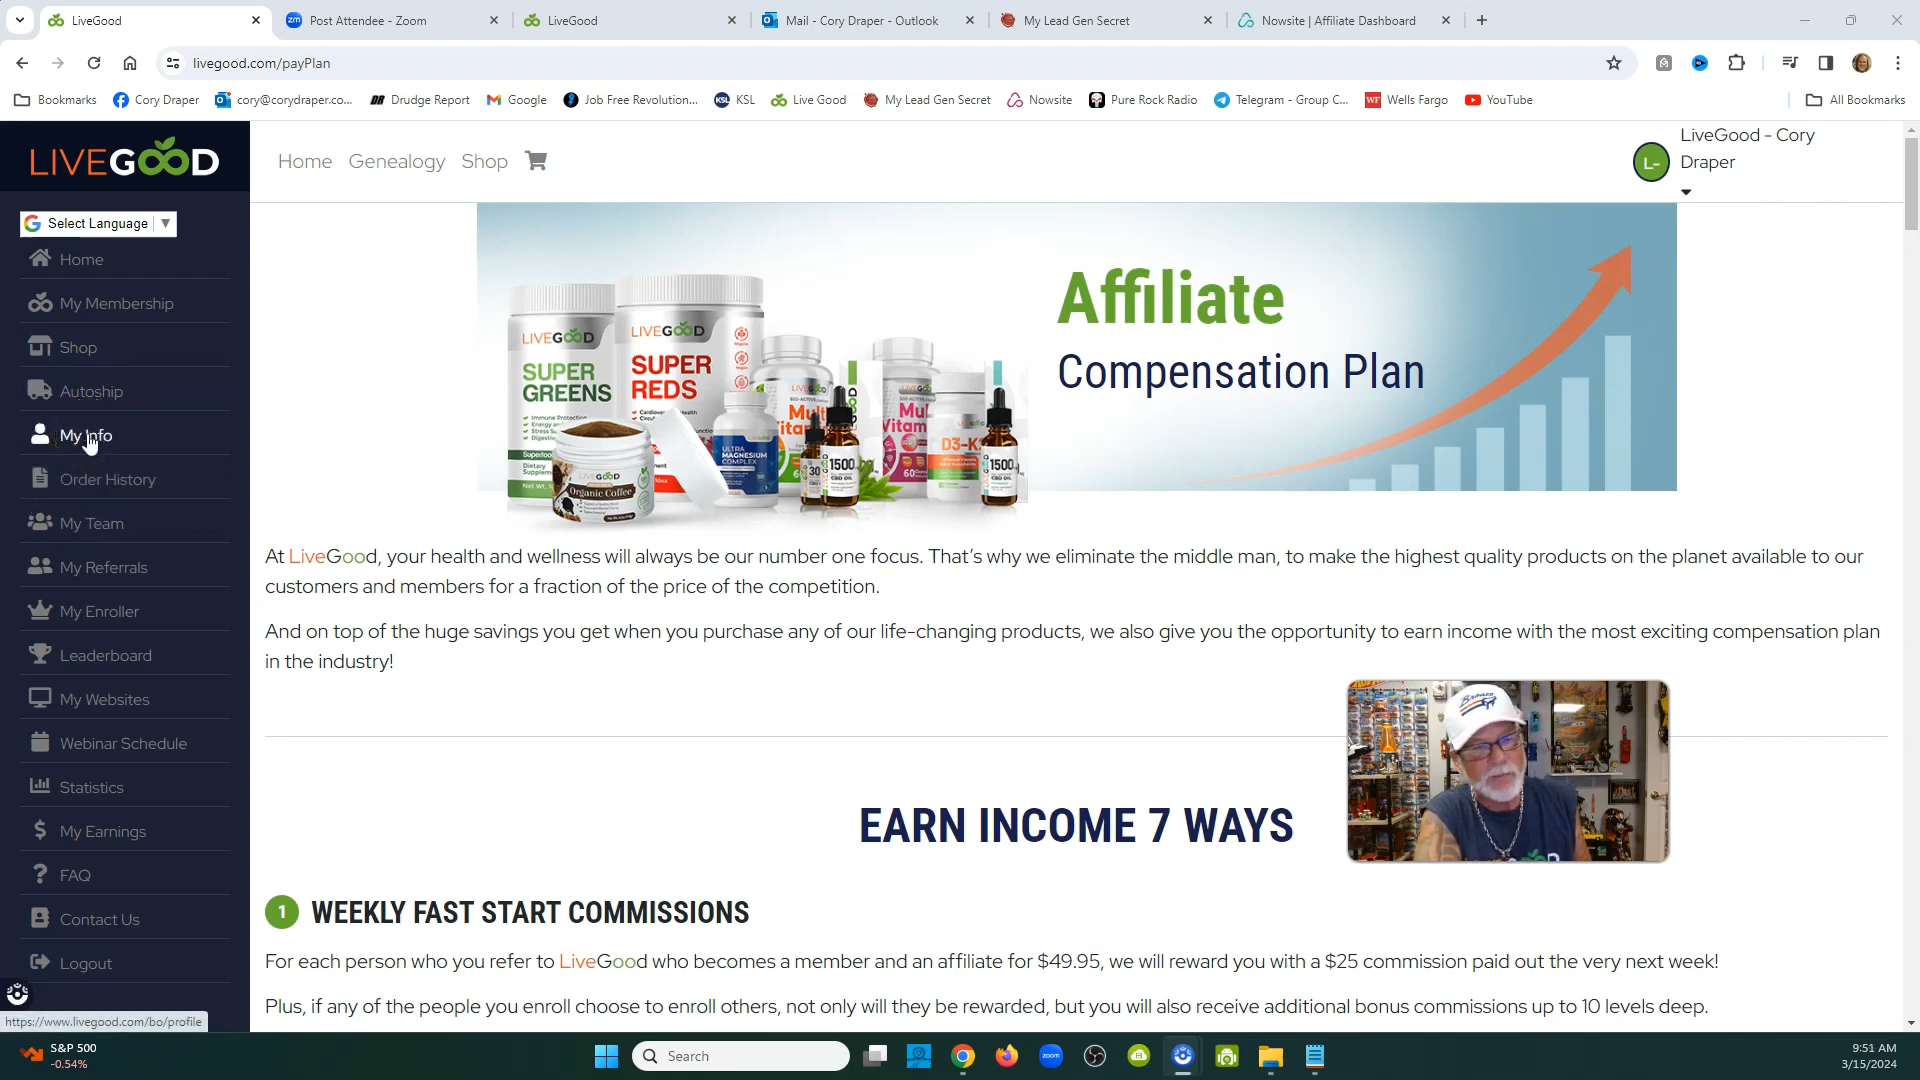 LiveGood
Post Attendee - Zoom
LiveGood
Mail - Cory Draper - Outlook
My Lead Gen Secret
Nowsite | Affiliate Dashboard
livegood.com/payPlan
Bookmarks
Cory Draper
cory@corydraper.co...
Drudge Report
Google
Job Free Revolution...
KSL
Live Good
My Lead Gen Secret
Nowsite
Pure Rock Radio
Telegram - Group C...
Wells Fargo
YouTube
All Bookmarks
LIVEGOOD
Home
Genealogy
Shop
L-
LiveGood - Cory
Draper
Select Language
Home
My Membership
Shop
Autoship
My Info
Order History
My Team
My Referrals
My Enroller
Leaderboard
My Websites
Webinar Schedule
Statistics
My Earnings
FAQ
Contact Us
Logout
https://www.livegood.com/bo/profile
LIVEGOOD
SUPER
GREENS
LIVEGOOD
SUPER
REDS
LIVEGOOD
Organic Coffee
ULTRA
MAGNESIUM
COMPLEX
1500
D3-K
1500
Affiliate
Compensation Plan
At LiveGood, your health and wellness will always be our number one focus. That's why we eliminate the middle man, to make the highest quality products on the planet available to our
customers and members for a fraction of the price of the competition.
And on top of the huge savings you get when you purchase any of our life-changing products, we also give you the opportunity to earn income with the most exciting compensation plan
in the industry!
Bronco
EARN INCOME 7 WAYS
1 WEEKLY FAST START COMMISSIONS
For each person who you refer to LiveGood who becomes a member and an affiliate for $49.95, we will reward you with a $25 commission paid out the very next week!
Plus, if any of the people you enroll choose to enroll others, not only will they be rewarded, but you will also receive additional bonus commissions up to 10 levels deep.
S&P 500
-0.54%
Search
zoom
9:51 AM
3/15/2024